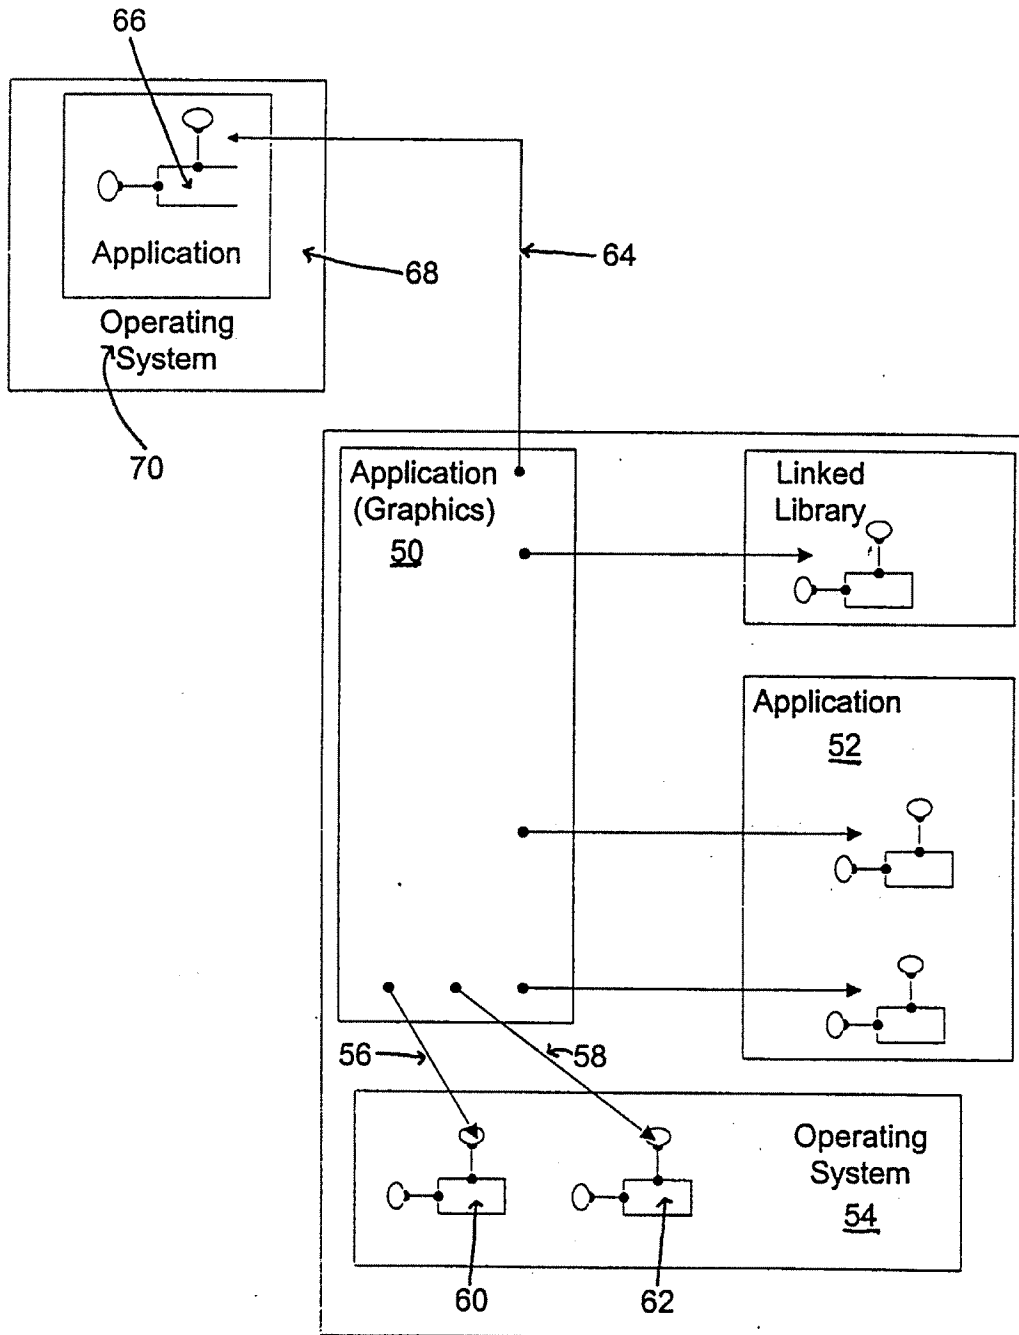 66
Application
68
64
Operating
System
70
Application
(Graphics)
50
Linked
Library
Application
52
56
58
Operating
System
54
60
62